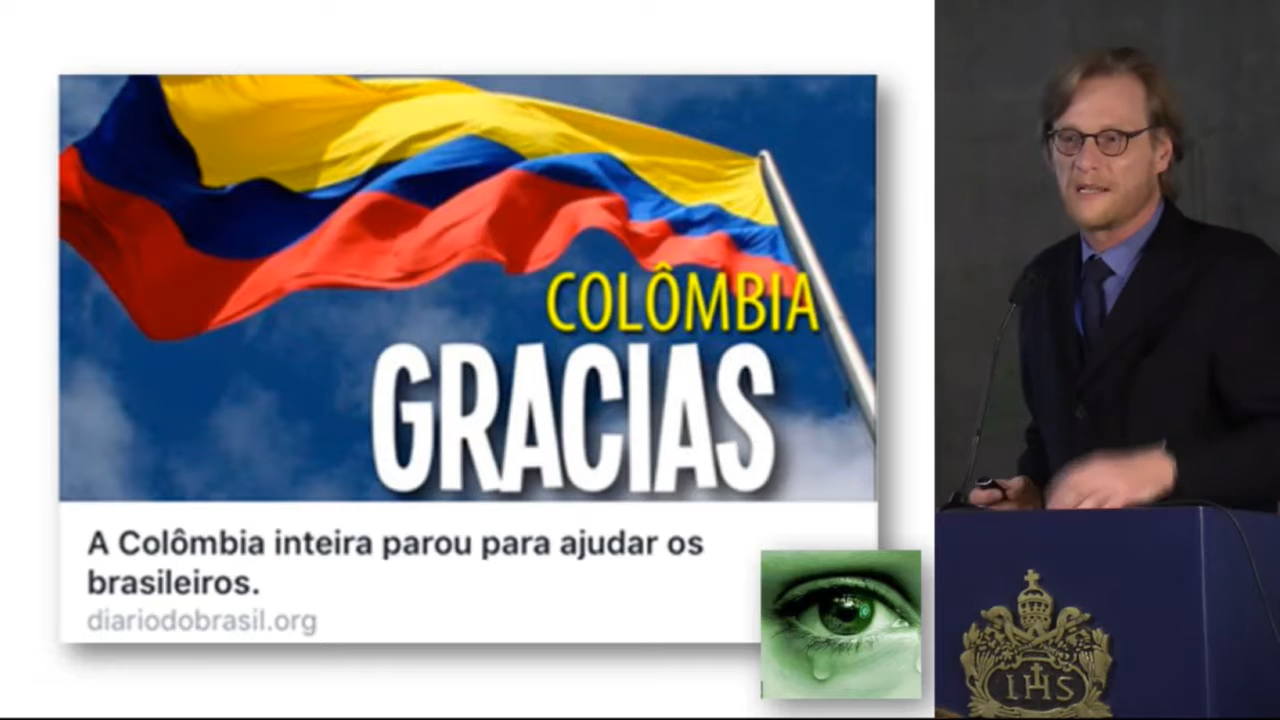 COLÔMBIA
GRACIAS
A Colômbia inteira parou para ajudar os
brasileiros.
diariodobrasil.org
IHS